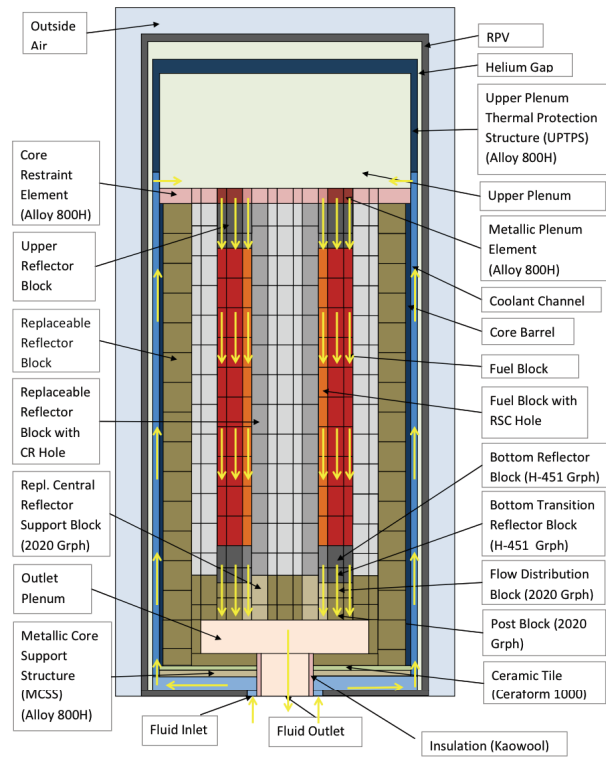 Outside
Air
RPV
Helium Gap
Upper Plenum
Thermal Protection
Structure (UPTPS)
(Alloy 800H)
Core
Restraint
Element
(Alloy 800H)
Upper Plenum
Metallic Plenum
Element
(Alloy 800H)
Upper
Reflector
Block
Coolant Channel
Core Barrel
Replaceable
Reflector
Block
Fuel Block
Replaceable
Reflector
Block with
CR Hole
Fuel Block with
RSC Hole
Bottom Reflector
Block (H-451 Grph)
Repl. Central
Reflector
Support Block
(2020 Grph)
Bottom Transition
Reflector Block
(H-451 Grph)
Flow Distribution
Block (2020 Grph)
Outlet
Plenum
Post Block (2020
Grph)
Metallic Core
Support
Structure
(MCSS)
(Alloy 800H)
Ceramic Tile
(Ceraform 1000)
Fluid Inlet
Fluid Outlet
Insulation (Kaowool)